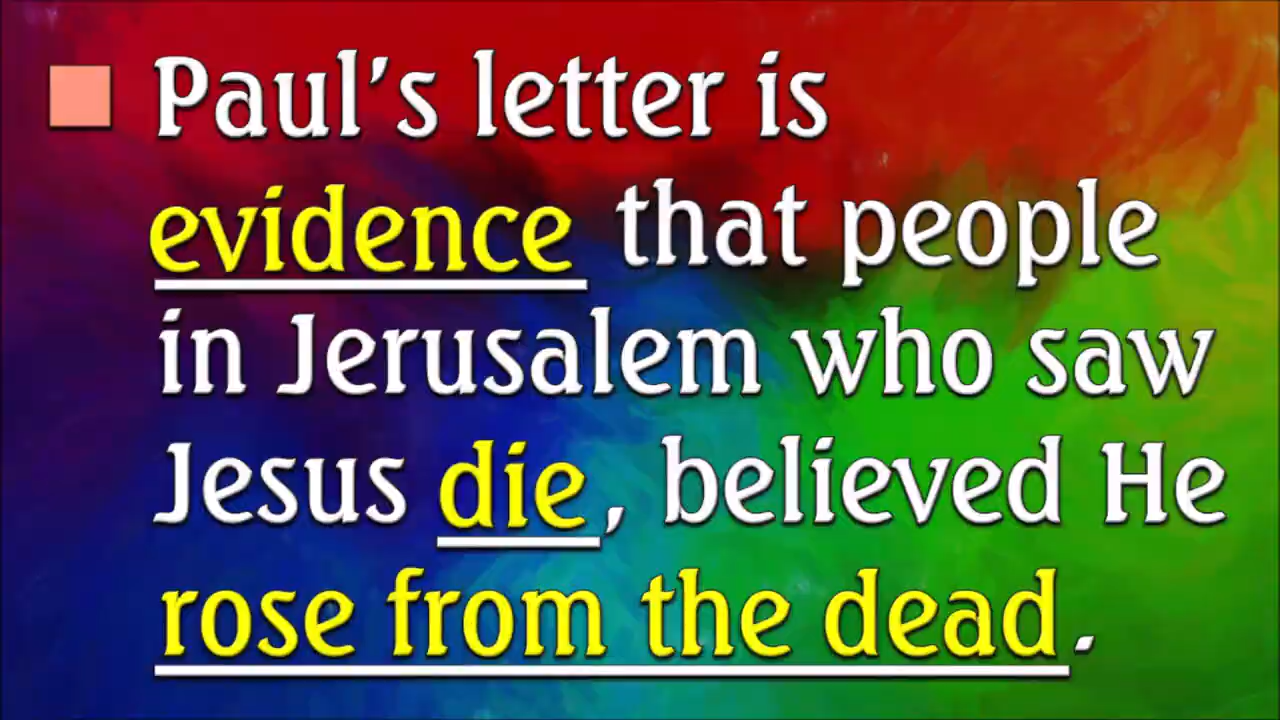 Paul's letter is
evidence that people
in Jerusalem who saw
Jesus die, believed He
rose from the dead.